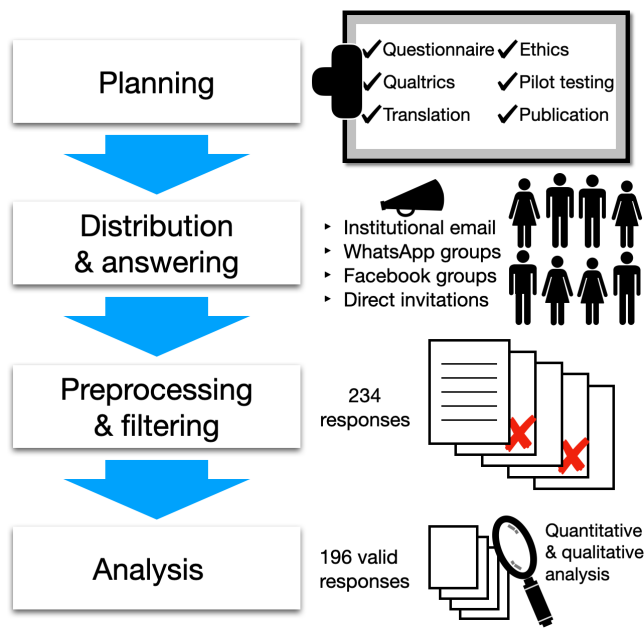 Planning
✓Questionnaire ✓Ethics
✓Qualtrics ✓Pilot testing
✓Translation ✓Publication
Distribution
& answering
‣ Institutional email
‣ WhatsApp groups
‣ Facebook groups
‣ Direct invitations
Preprocessing
& filtering
234
responses
Analysis
196 valid
responses
Quantitative
& qualitative
analysis